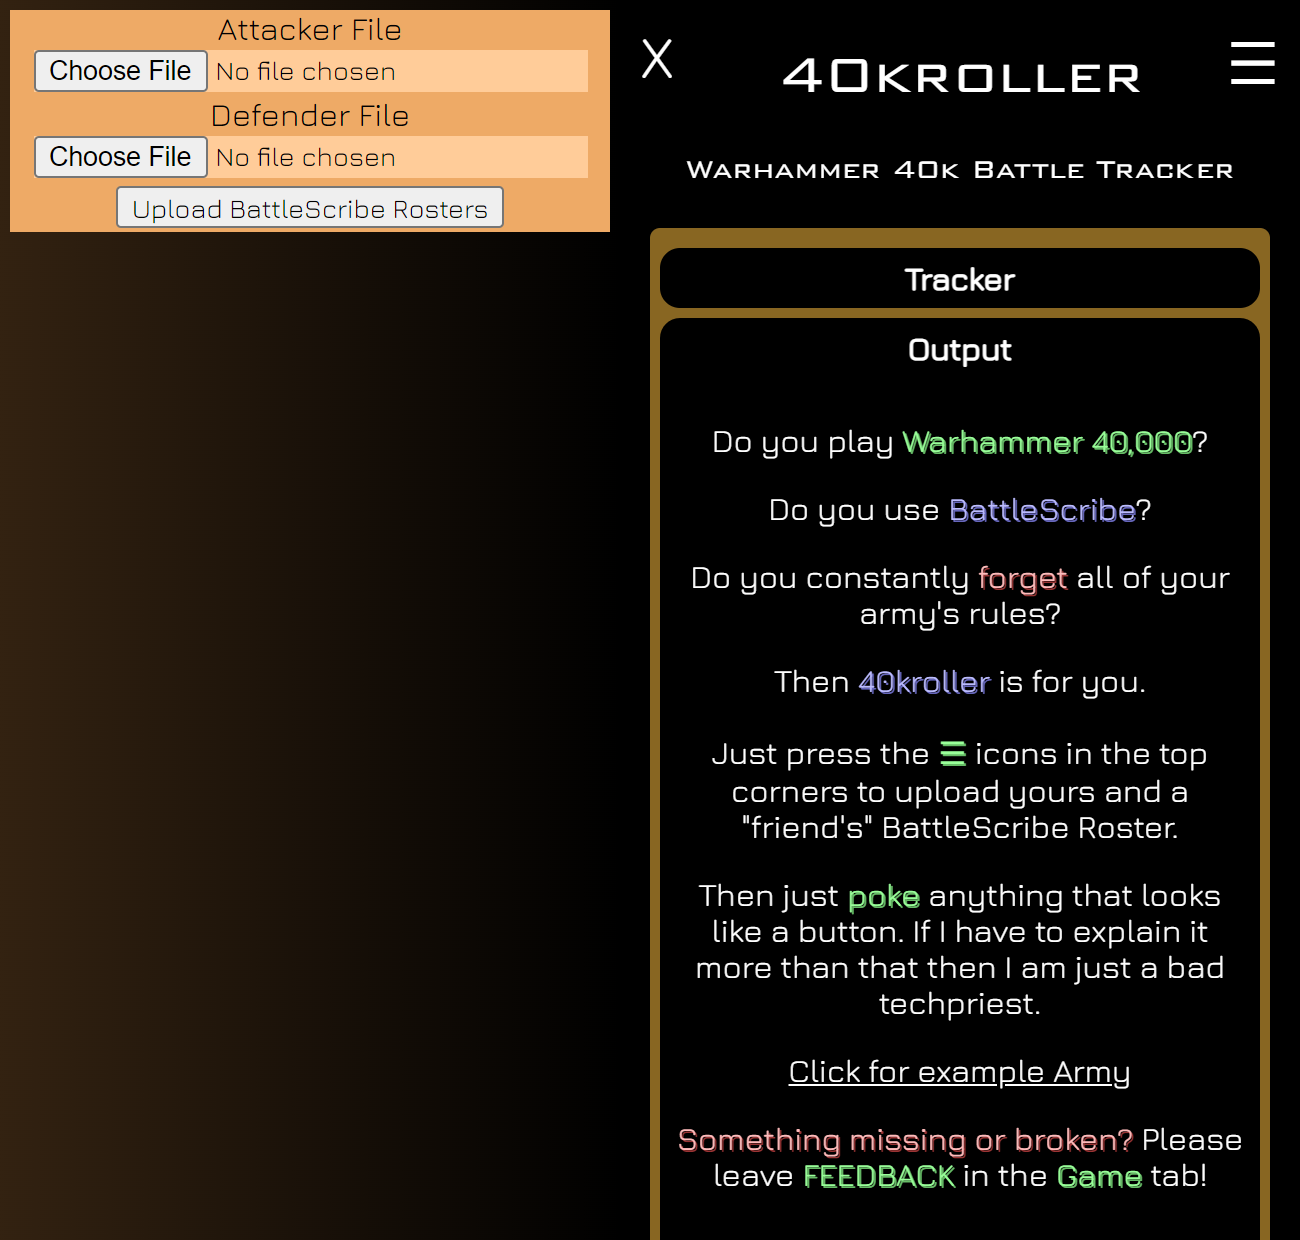 Attacker File
Choose File No file chosen
Defender File
Choose File No file chosen
Upload BattleScribe Rosters
X
40kroller
☰
Warhammer 40k Battle Tracker
Tracker
Output
Do you play Warhammer 40,000?
Do you use BattleScribe?
Do you constantly forget all of your
army's rules?
Then 40kroller is for you.
Just press the ☰ icons in the top
corners to upload yours and a
"friend's" BattleScribe Roster.
Then just poke anything that looks
like a button. If I have to explain it
more than that then I am just a bad
techpriest.
Click for example Army
Something missing or broken? Please
leave FEEDBACK in the Game tab!